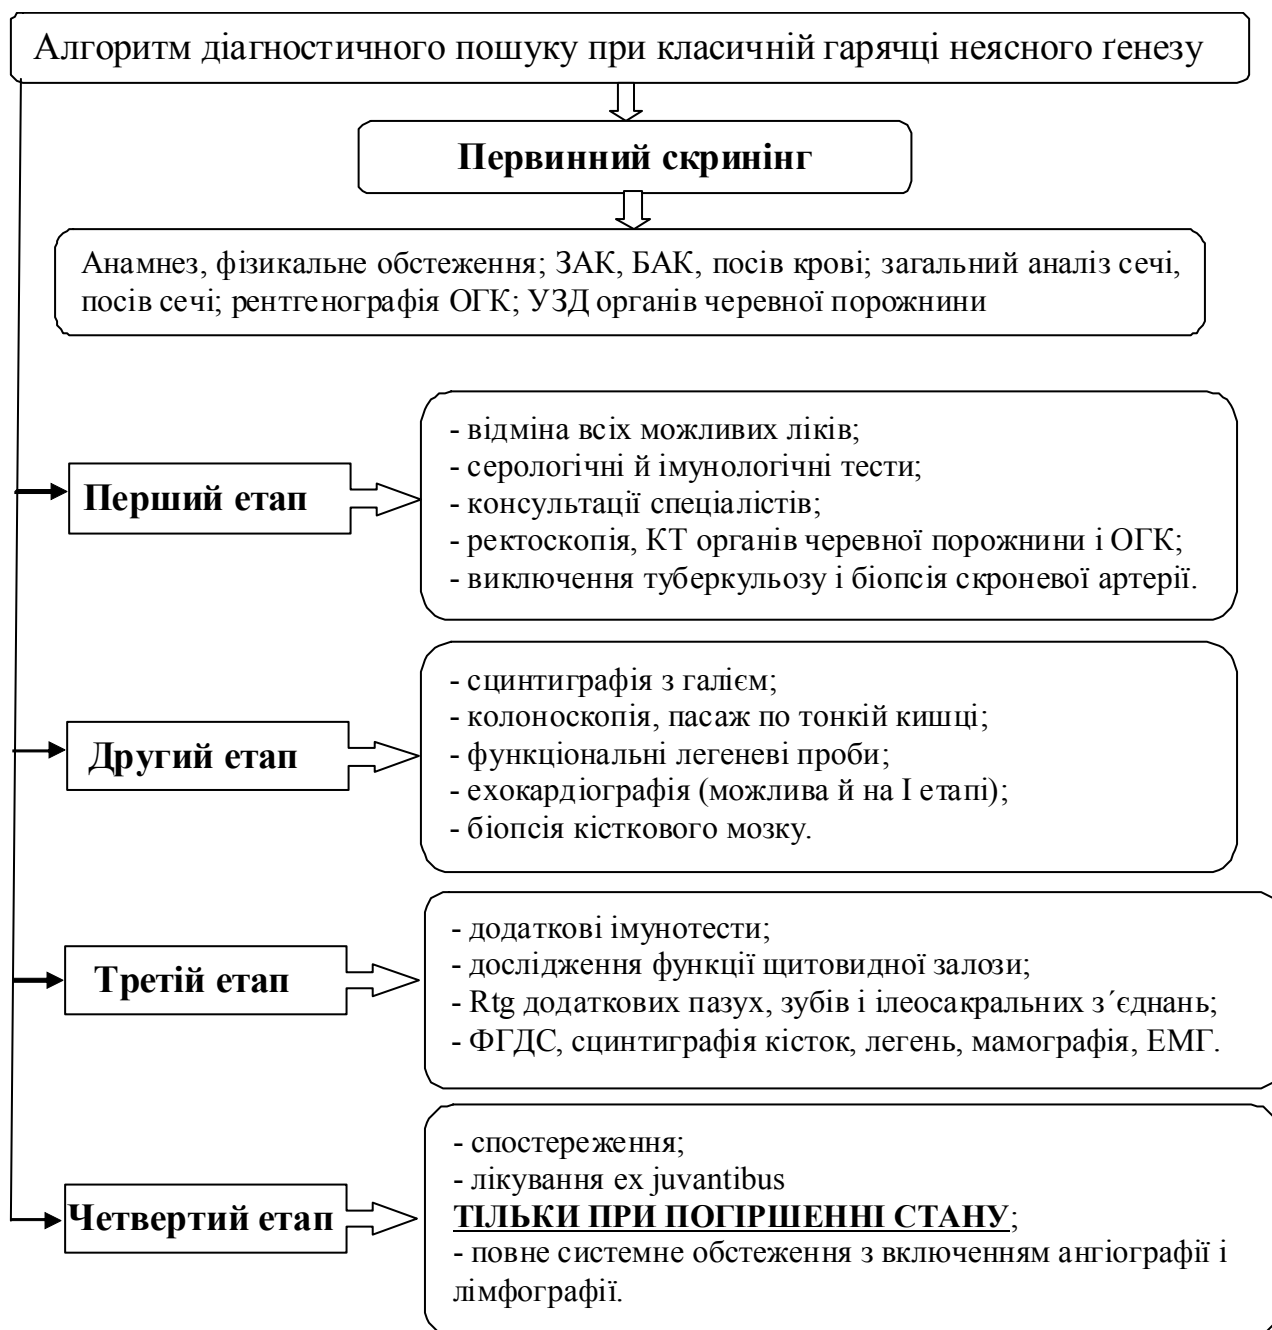 Алгоритм діагностичного пошуку при класичній гарячці неясного ґенезу
Первинний скринінг
Анамнез, фізикальне обстеження; ЗАК, БАК, посів крові; загальний аналіз сечі,
посів сечі; рентгенографія ОГК; УЗД органів черевної порожнини
Перший етап
- відміна всіх можливих ліків;
- серологічні й імунологічні тести;
- консультації спеціалістів;
- ректоскопія, КТ органів черевної порожнини і ОГК;
- виключення туберкульозу і біопсія скроневої артерії.
Другий етап
- сцинтиграфія з галієм;
- колоноскопія, пасаж по тонкій кишці;
- функціональні легеневі проби;
- ехокардіографія (можлива й на І етапі);
- біопсія кісткового мозку.
Третій етап
- додаткові імунотести;
- дослідження функції щитовидної залози;
- Rtg додаткових пазух, зубів і ілеосакральних з´єднань;
- ФГДС, сцинтиграфія кісток, легень, мамографія, ЕМГ.
Четвертий етап
- спостереження;
- лікування ex juvantibus
ТІЛЬКИ ПРИ ПОГІРШЕННІ СТАНУ;
- повне системне обстеження з включенням ангіографії і
лімфографії.